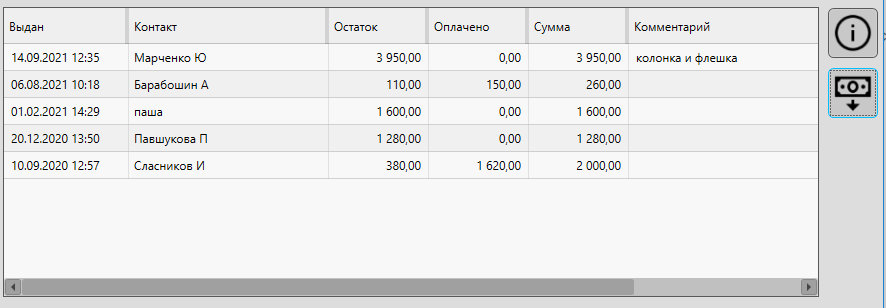 Выдан Контакт Остаток Оплачено Сумма Комментарий
14.09.2021 12:35 Марченко Ю 3 950,00 0,00 3 950,00 колонка и флешка
06.08.2021 10:18 Барабошин А 110,00 150,00 260,00
01.02.2021 14:29 паша 1 600,00 0,00 1 600,00
20.12.2020 13:50 Павшукова П 1 280,00 0,00 1 280,00
10.09.2020 12:57 Сласников И 380,00 1 620,00 2 000,00